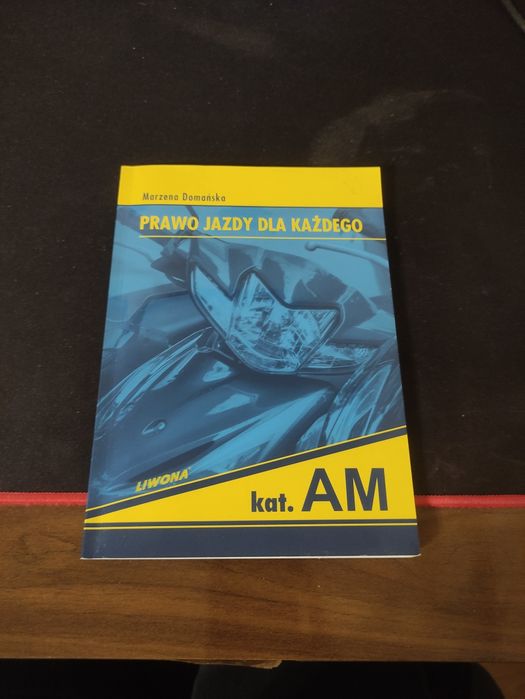 Marzena Domańska
PRAWO JAZDY DLA KAŻDEGO
LIWONA
kat. AM